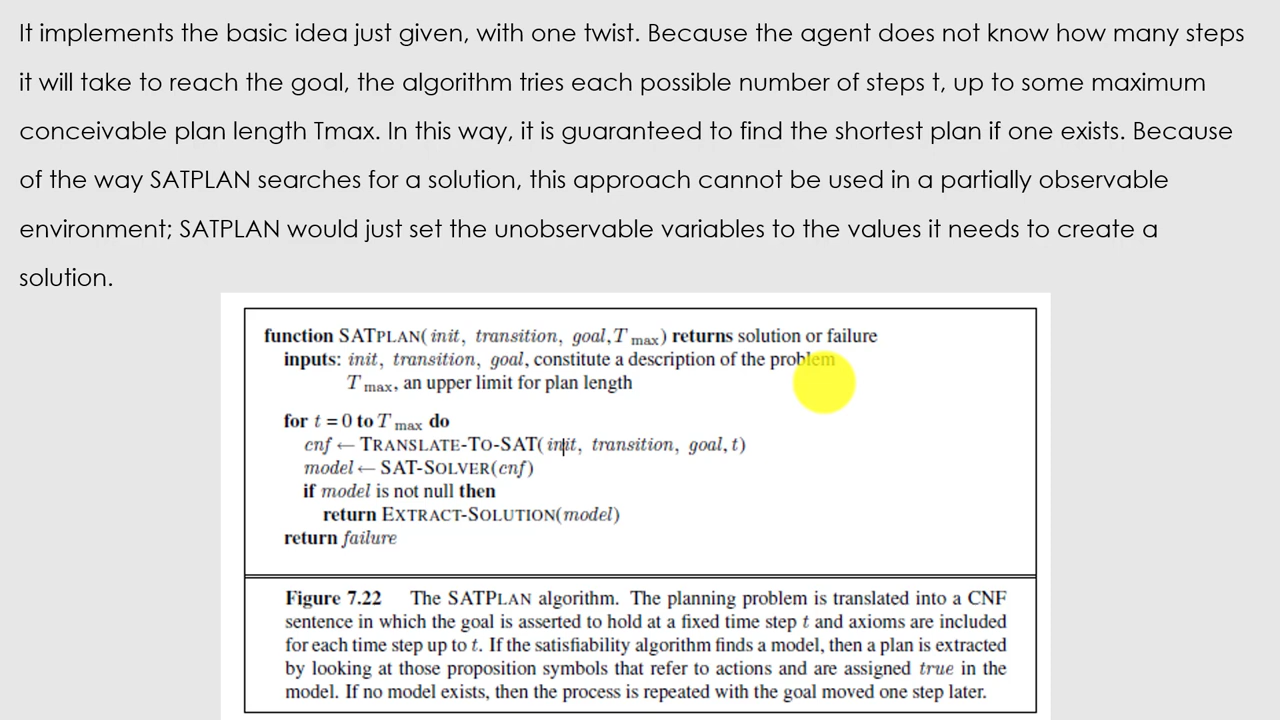 It implements the basic idea just given, with one twist. Because the agent does not know how many steps
it will take to reach the goal, the algorithm tries each possible number of steps t, up to some maximum
conceivable plan length Tmax. In this way, it is guaranteed to find the shortest plan if one exists. Because
of the way SATPLAN searches for a solution, this approach cannot be used in a partially observable
environment; SATPLAN would just set the unobservable variables to the values it needs to create a
solution.
function SATPLAN( init, transition, goal, T max) returns solution or failure
inputs: init, transition, goal, constitute a description of the problem
T max, an upper limit for plan length
for t = 0 to T max do
cnf ← TRANSLATE-TO-SAT( init, transition, goal, t)
model ← SAT-SOLVER(cnf)
if model is not null then
return EXTRACT-SOLUTION(model)
return failure
Figure 7.22 The SATPLAN algorithm. The planning problem is translated into a CNF
sentence in which the goal is asserted to hold at a fixed time step t and axioms are included
for each time step up to t. If the satisfiability algorithm finds a model, then a plan is extracted
by looking at those proposition symbols that refer to actions and are assigned true in the
model. If no model exists, then the process is repeated with the goal moved one step later.